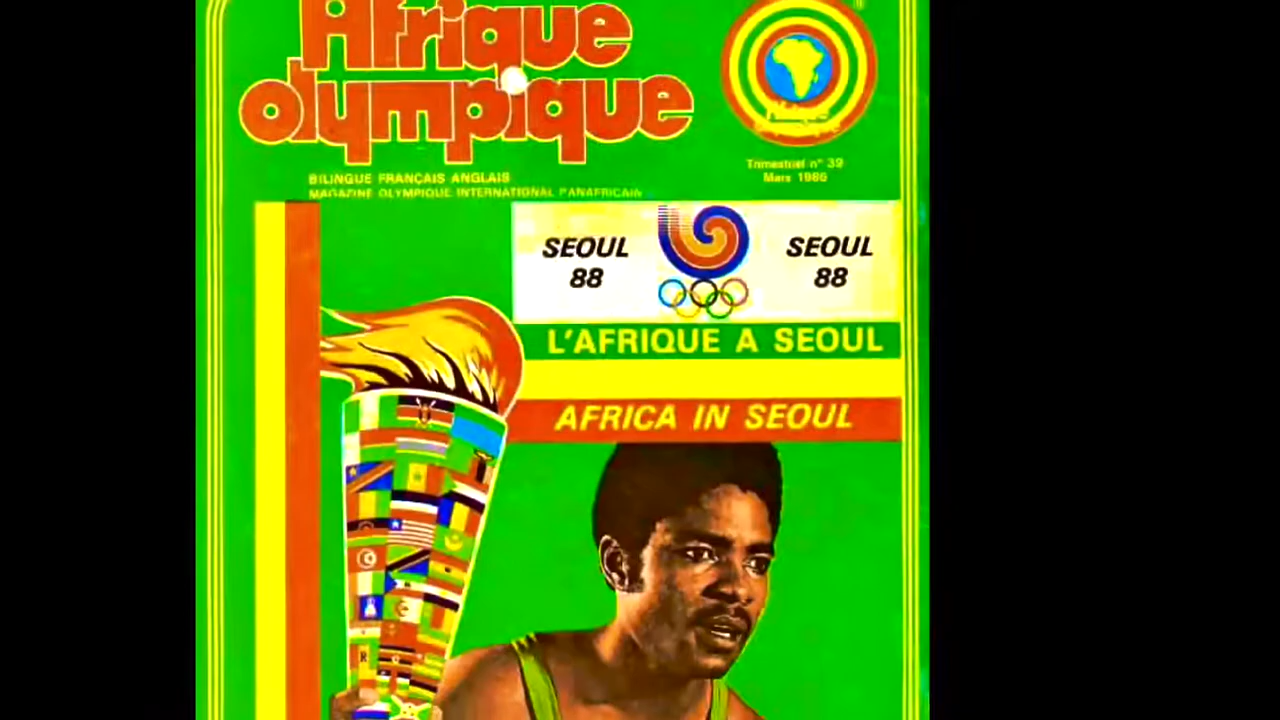 Afrique
olympique
Trimestriel n° 39
Mars 1986
BILINGUE FRANÇAIS ANGLAIS
MAGAZINE OLYMPIQUE INTERNATIONAL PANAFRICAIN
SEOUL
88
SEOUL
88
L'AFRIQUE A SEOUL
AFRICA IN SEOUL